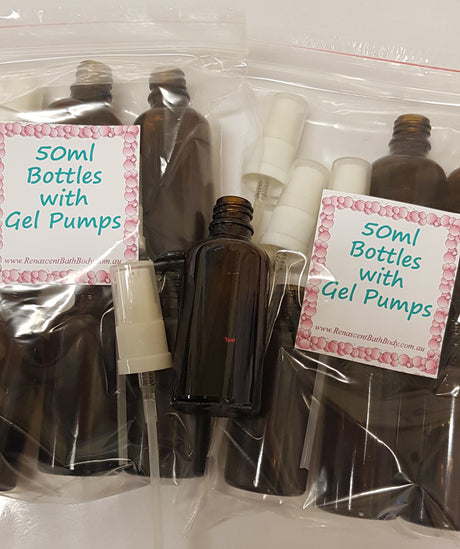 50ml
Bottles
with
Gel Pumps
www.RenascentBathBody.com.au
50ml
Bottles
with
Gel Pumps
www.RenascentBathBody.com.au